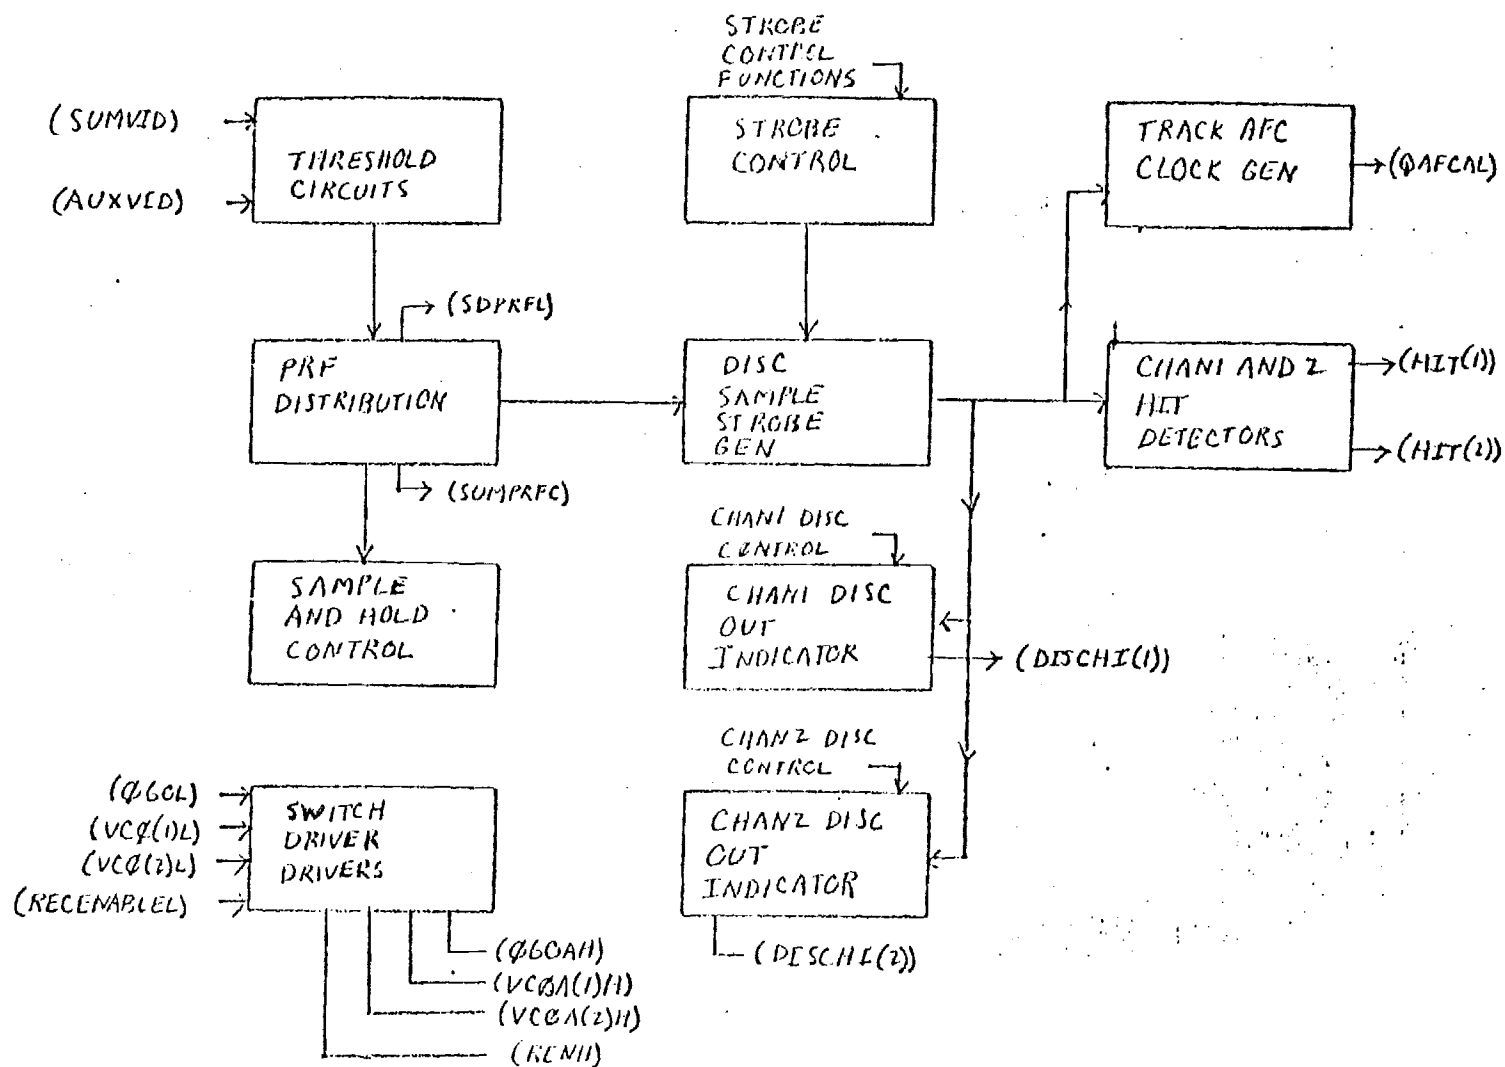 STROBE
CONTROL
FUNCTIONS
(SUMVID)
(AUXVID)
THRESHOLD
CIRCUITS
STROBE
CONTROL
TRACK AFC
CLOCK GEN
(QAFCAL)
(SDPRFL)
PRF
DISTRIBUTION
(SUMPRFC)
DISC
SAMPLE
STROBE
GEN
CHAN1 AND 2
HIT
DETECTORS
(HIT(1))
(HIT(2))
SAMPLE
AND HOLD
CONTROL
CHAN1 DISC
CONTROL
CHAN1 DISC
OUT
INDICATOR
(DISCHI(1))
CHAN2 DISC
CONTROL
CHAN2 DISC
OUT
INDICATOR
(DISCHI(2))
(Ø6CL)
(VCØ(1)L)
(VCØ(2)L)
(RECENABLEL)
SWITCH
DRIVER
DRIVERS
(Ø6CAH)
(VCØA(1)H)
(VCØA(2)H)
(RENH)